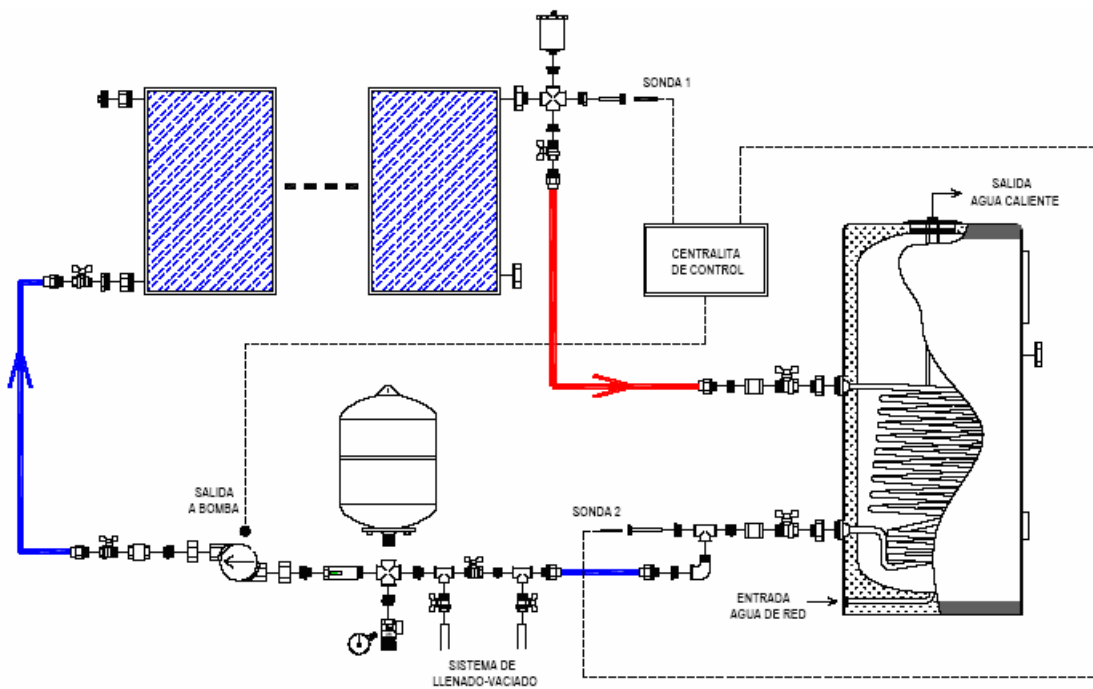 SONDA 1
SALIDA
AGUA CALIENTE
CENTRALITA
DE CONTROL
SALIDA
A BOMBA
SONDA 2
ENTRADA
AGUA DE RED
SISTEMA DE
LLENADO-VACIADO